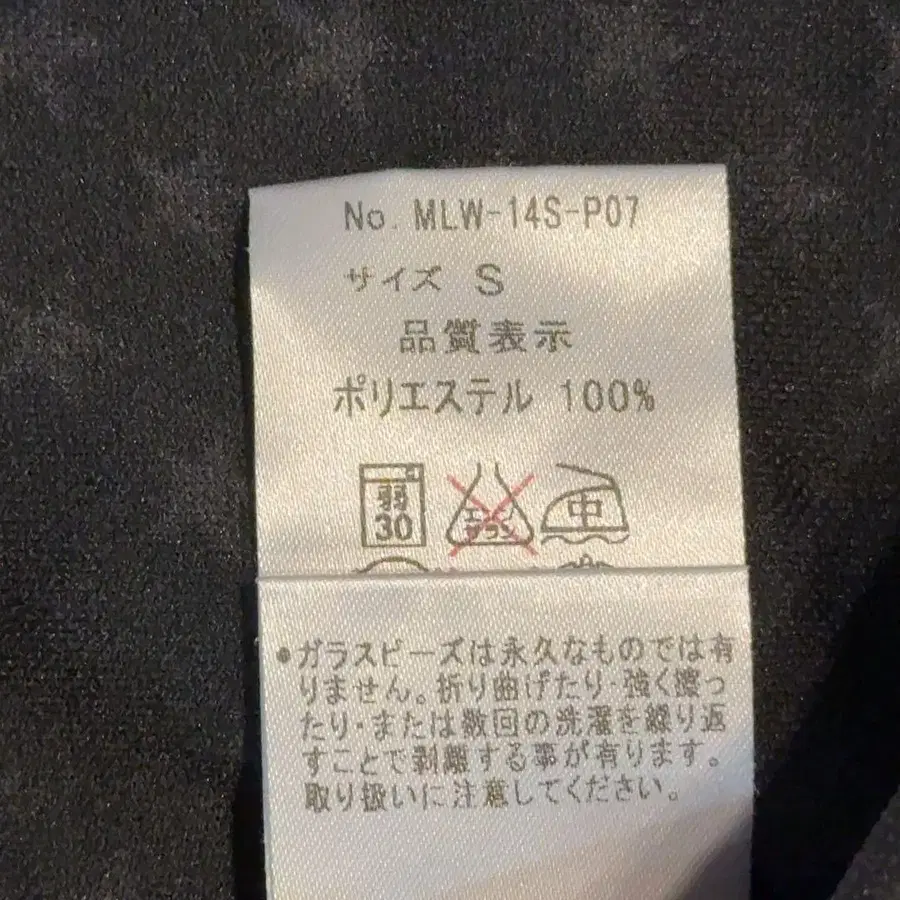 No. MLW-14S-P07
サイズ S
品質表示
ポリエステル 100%
弱 中
30
●ガラスビーズは永久なものでは有
りません。折り曲げたり・強く擦っ
たり・または数回の洗濯を繰り返
すことで剥離する事が有ります。
取り扱いに注意してください。